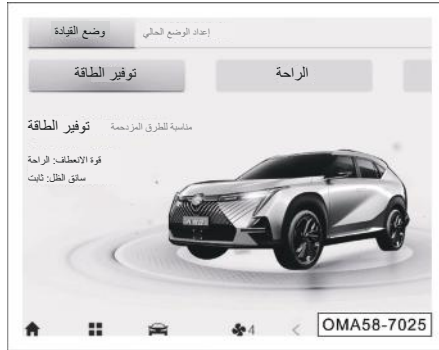 وضع القيادة
إعداد الوضع الحالي
توفير الطاقة
الراحة
توفير الطاقة
مناسبة للطرق المزدحمة
قوة الانعطاف: الراحة
سائق الظل: ثابت
4
OMA58-7025